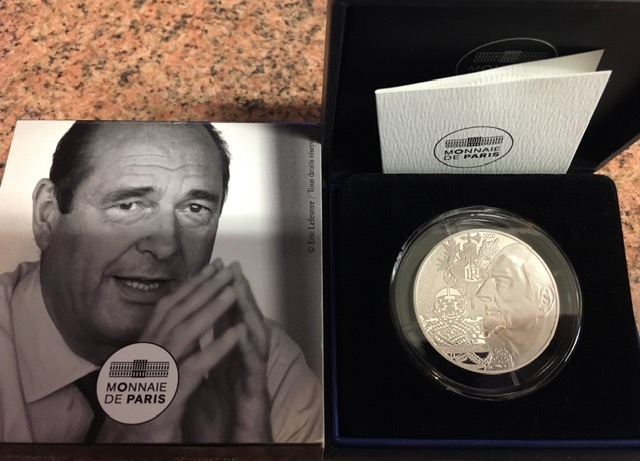 © Eric Lefeuvre / Tous droits réservés
MONNAIE
DE PARIS
MONNAIE
DE PARIS